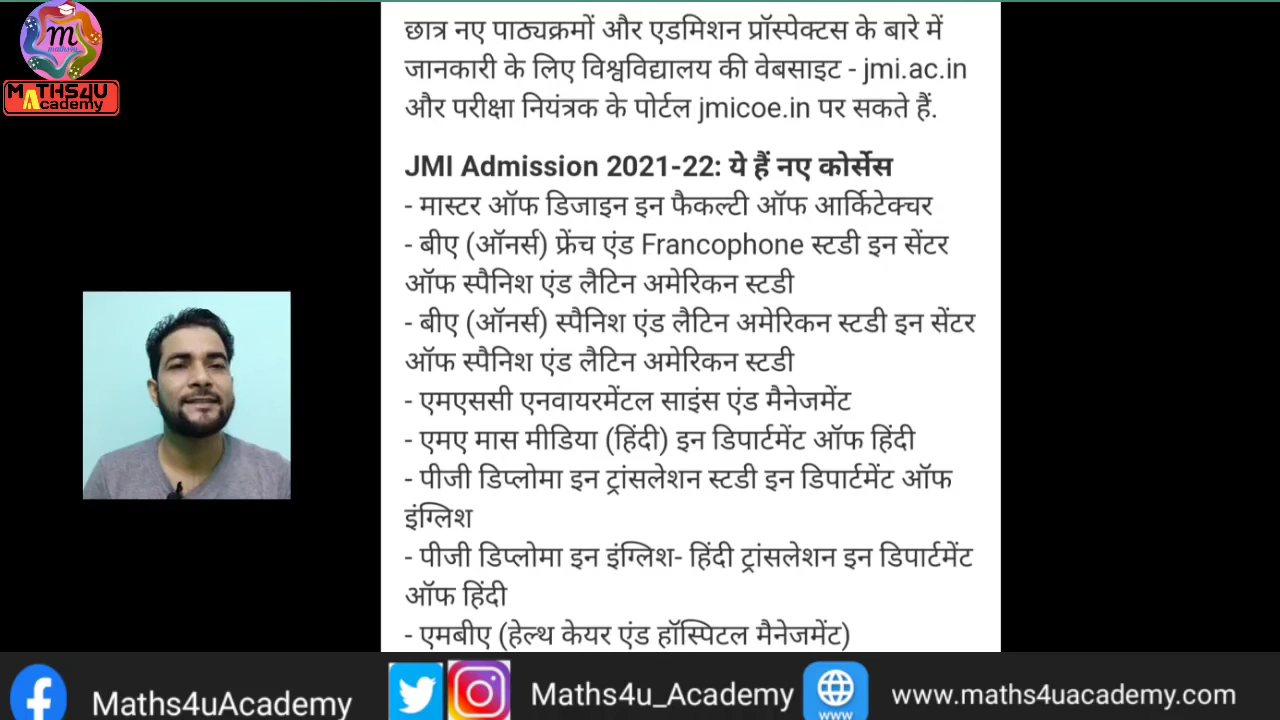 m
maths4u
MATHS4U
Academy
छात्र नए पाठ्यक्रमों और एडमिशन प्रॉस्पेक्टस के बारे में
जानकारी के लिए विश्वविद्यालय की वेबसाइट - jmi.ac.in
और परीक्षा नियंत्रक के पोर्टल jmicoe.in पर सकते हैं.
JMI Admission 2021-22: ये हैं नए कोर्सेस
- मास्टर ऑफ डिजाइन इन फैकल्टी ऑफ आर्किटेक्चर
- बीए (ऑनर्स) फ्रेंच एंड Francophone स्टडी इन सेंटर
ऑफ स्पैनिश एंड लैटिन अमेरिकन स्टडी
- बीए (ऑनर्स) स्पैनिश एंड लैटिन अमेरिकन स्टडी इन सेंटर
ऑफ स्पैनिश एंड लैटिन अमेरिकन स्टडी
- एमएससी एनवायरमेंटल साइंस एंड मैनेजमेंट
- एमए मास मीडिया (हिंदी) इन डिपार्टमेंट ऑफ हिंदी
- पीजी डिप्लोमा इन ट्रांसलेशन स्टडी इन डिपार्टमेंट ऑफ
इंग्लिश
- पीजी डिप्लोमा इन इंग्लिश- हिंदी ट्रांसलेशन इन डिपार्टमेंट
ऑफ हिंदी
- एमबीए (हेल्थ केयर एंड हॉस्पिटल मैनेजमेंट)
Maths4uAcademy
Maths4u_Academy
WWW
www.maths4uacademy.com